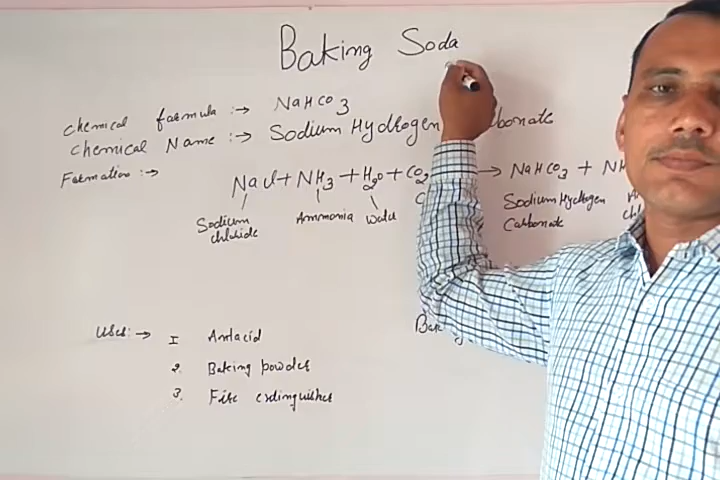 Baking Soda
Chemical formula :→ NaHCO3
Chemical Name :→ Sodium Hydrogen
Formation :→ NaCl + NH3 + H2O + CO2 → NaHCO3 + NH
Sodium chloride Ammonia Water Sodium Hydrogen Carbonate
Uses: → 1 Antacid
2. Baking powder
3. Fire extinguisher